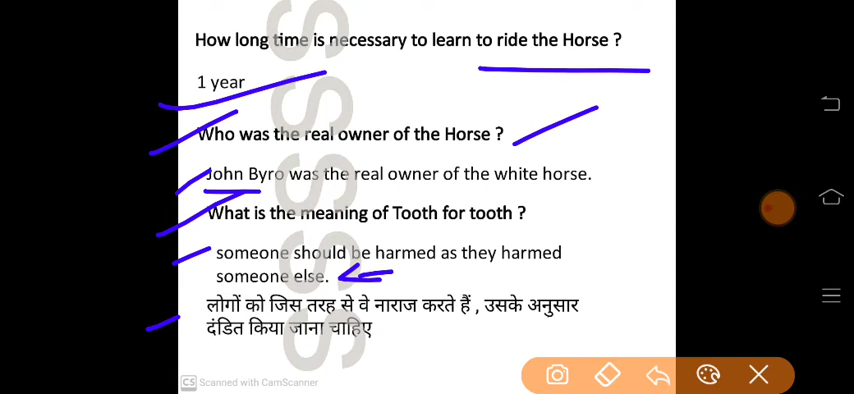 How long time is necessary to learn to ride the Horse ?
1 year
Who was the real owner of the Horse ?
John Byro was the real owner of the white horse.
What is the meaning of Tooth for tooth ?
someone should be harmed as they harmed
someone else.
लोगों को जिस तरह से वे नाराज करते हैं , उसके अनुसार
दंडित किया जाना चाहिए
SSSSS
CS Scanned with CamScanner